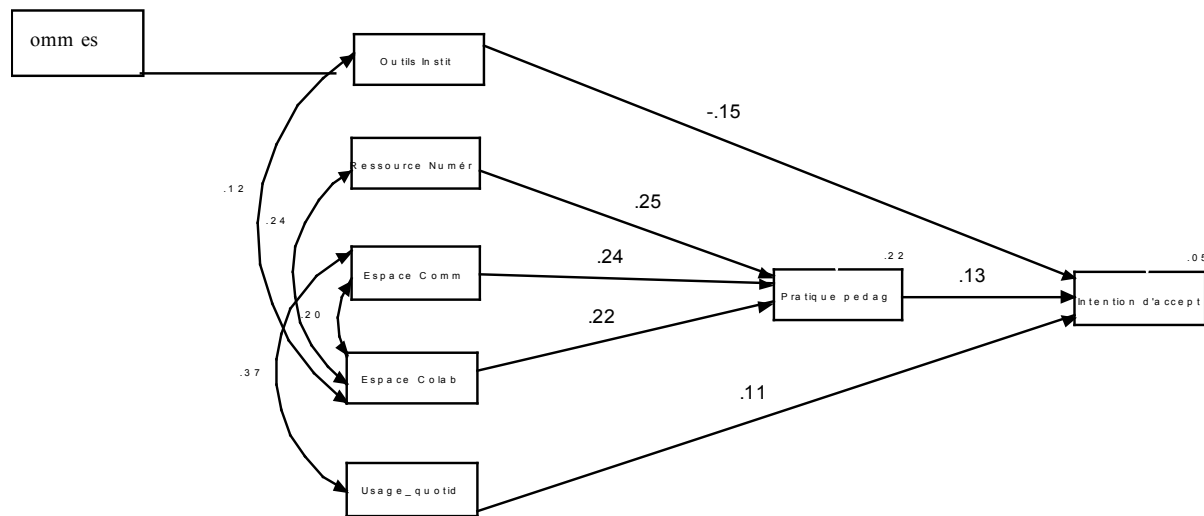 omm es
Outils Instit
-.15
Ressource Numér
.12
.25
.24
Espace Comm
.24
.22
.13
.05
Pratique pedag
Intention d'accept
.20
.22
.37
Espace Colab
.11
Usage_quotid